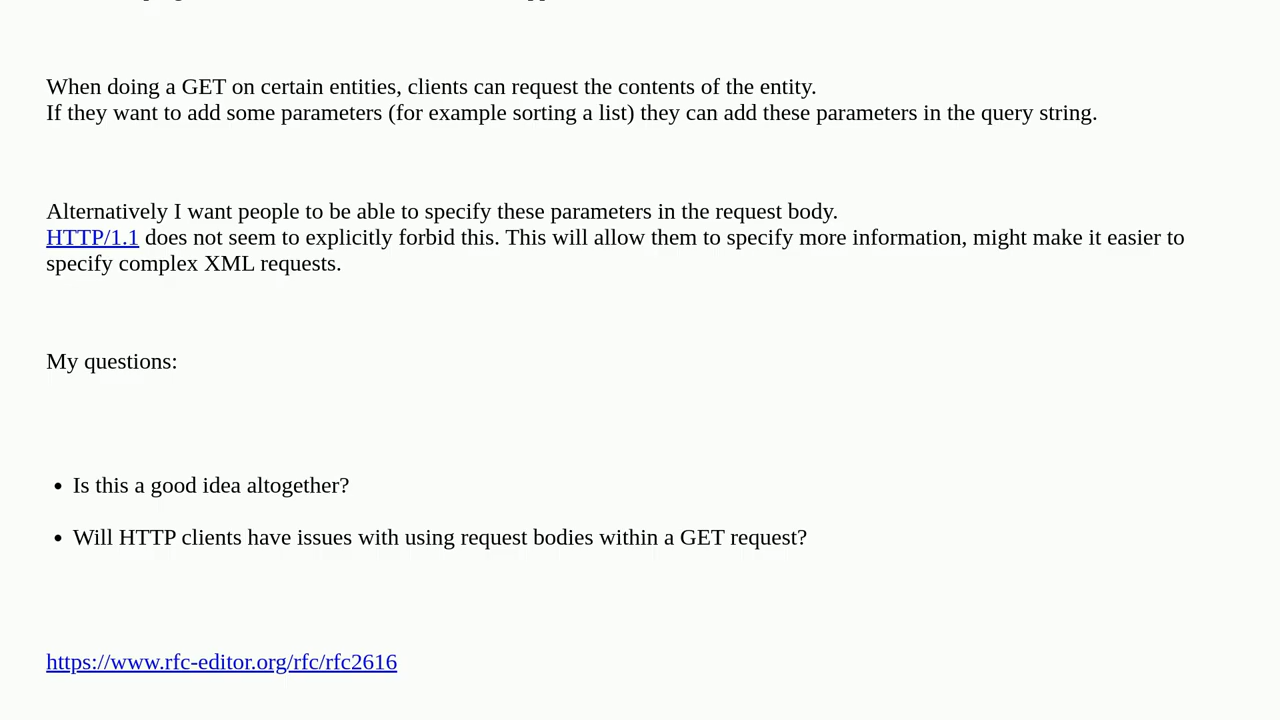 When doing a GET on certain entities, clients can request the contents of the entity.
If they want to add some parameters (for example sorting a list) they can add these parameters in the query string.
Alternatively I want people to be able to specify these parameters in the request body.
HTTP/1.1 does not seem to explicitly forbid this. This will allow them to specify more information, might make it easier to
specify complex XML requests.
My questions:
• Is this a good idea altogether?
• Will HTTP clients have issues with using request bodies within a GET request?
https://www.rfc-editor.org/rfc/rfc2616